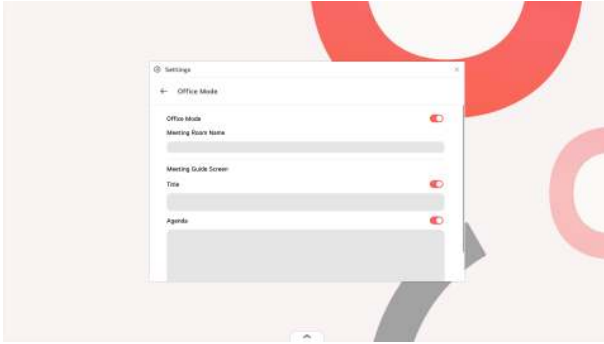 Settings
Office Mode
Office Mode
Meeting Room Name
Meeting Guide Screen
Title
Agenda